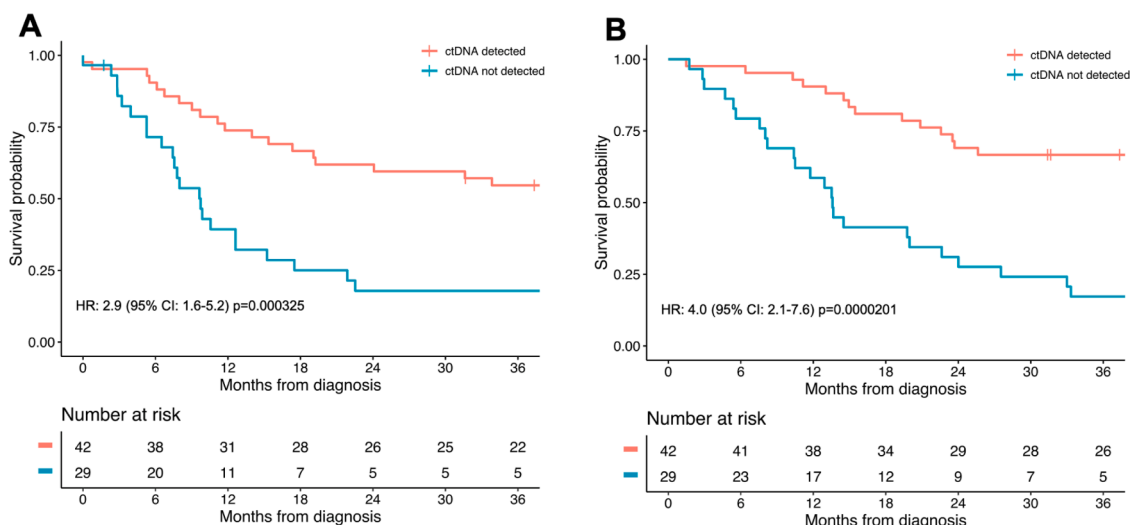 A
ctDNA detected
ctDNA not detected
1.00
0.75
0.50
0.25
0.00
Survival probability
HR: 2.9 (95% CI: 1.6-5.2) p=0.000325
0 6 12 18 24 30 36
Months from diagnosis
Number at risk
42 38 31 28 26 25 22
29 20 11 7 5 5 5
0 6 12 18 24 30 36
Months from diagnosis
B
ctDNA detected
ctDNA not detected
1.00
0.75
0.50
0.25
0.00
Survival probability
HR: 4.0 (95% CI: 2.1-7.6) p=0.0000201
0 6 12 18 24 30 36
Months from diagnosis
Number at risk
42 41 38 34 29 28 26
29 23 17 12 9 7 5
0 6 12 18 24 30 36
Months from diagnosis